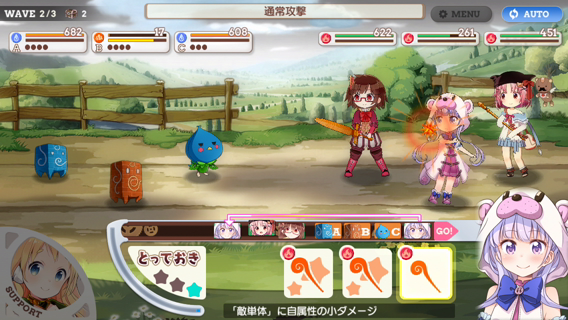 WAVE 2/3 2
通常攻撃
MENU
AUTO
682
A
17
B
608
C
622
261
451
A B C GO!
とっておき
SUPPORT
「敵単体」に自属性の小ダメージ